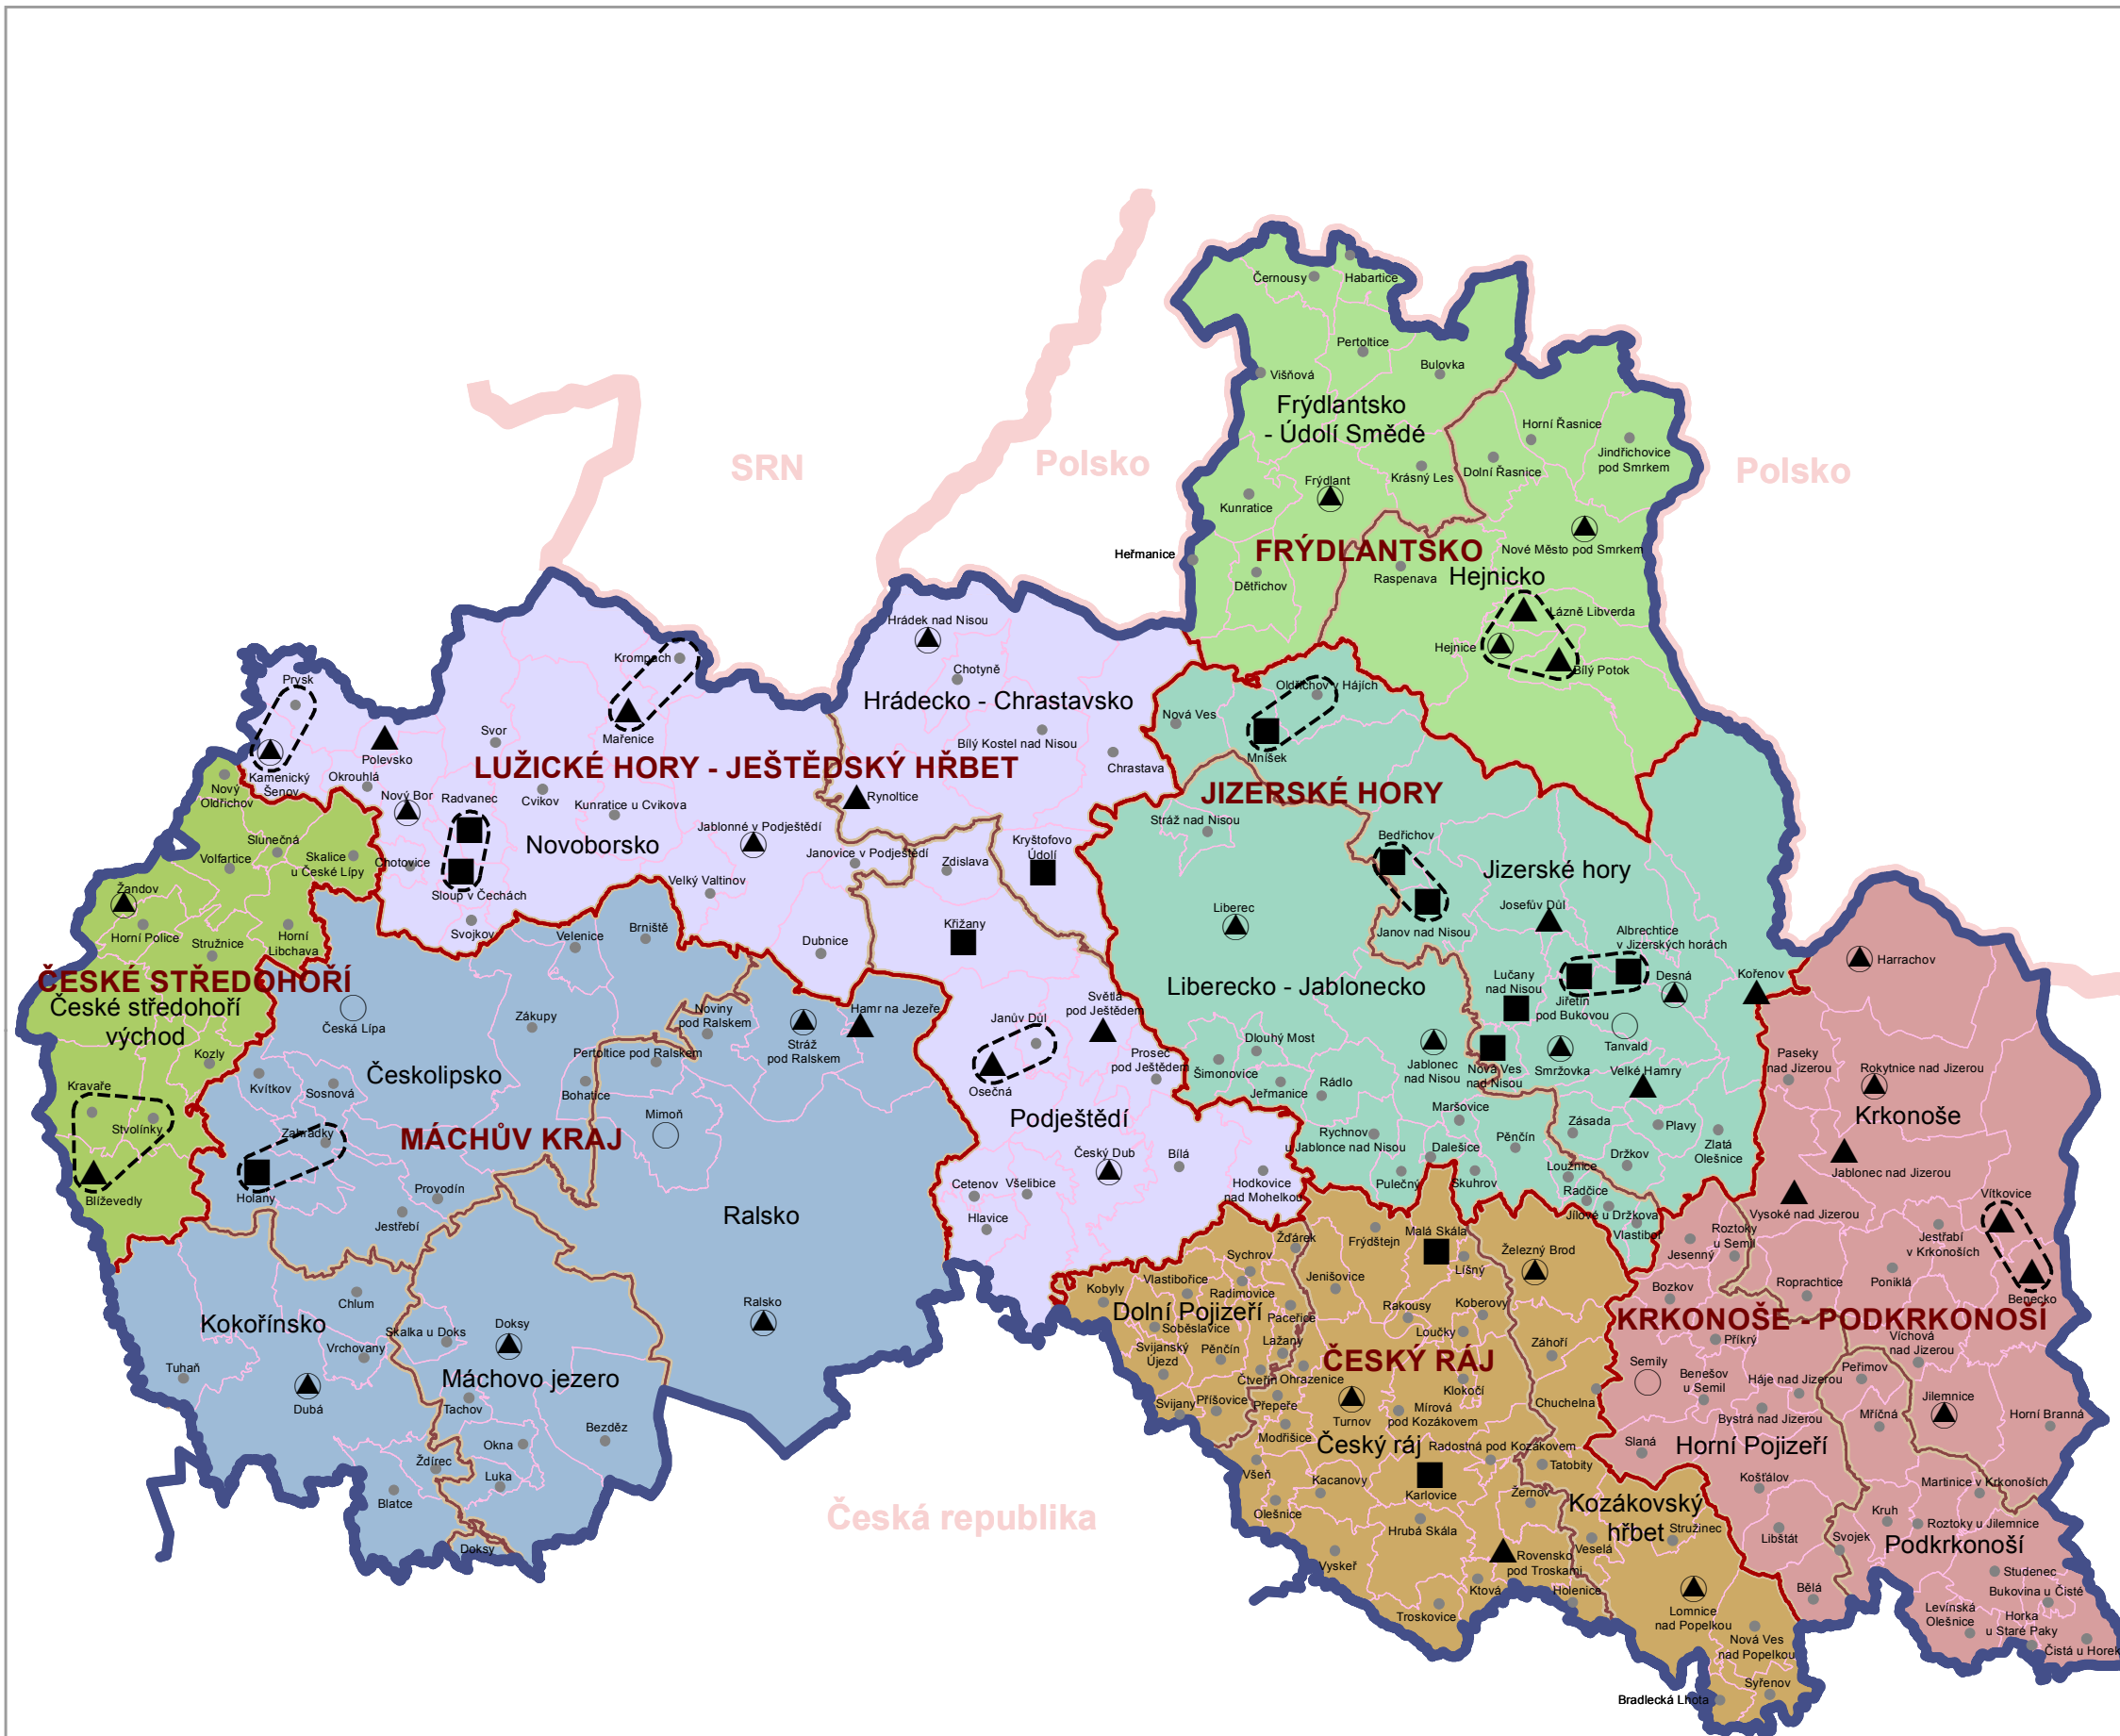 Černousy
Habartice
Pertoltice
Bulovka
Višňová
Frýdlantsko
- Údolí Smědé
Horní Řasnice
Jindřichovice
pod Smrkem
Dolní Řasnice
SRN
Polsko
Polsko
Krásný Les
Frýdlant
Kunratice
Nové Město pod Smrkem
Heřmanice
FRÝDLANTSKO
Raspenava
Hejnicko
Dětřichov
Lázně Libverda
Hejnice
Bílý Potok
Hrádek nad Nisou
Chotyně
Krompach
Prysk
Oldřichov v Hájích
Hrádecko - Chrastavsko
Nová Ves
Svor
Mařenice
Bílý Kostel nad Nisou
Polevsko
Mníšek
Chrastava
LUŽICKÉ HORY - JEŠTĚDSKÝ HŘBET
Kamenický
Šenov
Okrouhlá
Nový
Oldřichov
Nový Bor
Radvanec
Cvikov
Kunratice u Cvikova
Rynoltice
JIZERSKÉ HORY
Stráž nad Nisou
Bedřichov
Jablonné v Podještědí
Novoborsko
Slunečná
Volfartice
Skalice
u České Lípy
Chotovice
Janovice v Podještědí
Zdislava
Kryštofovo
Údolí
Jizerské hory
Velký Valtinov
Sloup v Čechách
Žandov
Josefův Důl
Liberec
Janov nad Nisou
Horní Police
Stružnice
Horní
Libchava
Svojkov
Velenice
Brniště
Dubnice
Křižany
Albrechtice
v Jizerských horách
Harrachov
ČESKÉ STŘEDOHOŘÍ
České středohoří
východ
Lučany
nad Nisou
Desná
Kořenov
Liberecko - Jablonecko
Česká Lípa
Zákupy
Noviny
pod Ralskem
Hamr na Jezeře
Stráž
pod Ralskem
Světlá
pod Ještědem
Janův Důl
Jiřetín
pod Bukovou
Tanvald
Pertoltice pod Ralskem
Dlouhý Most
Kozly
Prosec
pod Ještědem
Šimonovice
Jablonec
nad Nisou
Nová Ves
nad Nisou
Smržovka
Velké Hamry
Paseky
nad Jizerou
Rokytnice nad Jizerou
Českolipsko
Kvítkov
Sosnová
Bohatice
Osečná
Jeřmanice
Rádlo
Kravaře
Stvolínky
Mimoň
Podještědí
Maršovice
Krkonoše
Zahrádky
MÁCHŮV KRAJ
Rychnov
u Jablonce nad Nisou
Dalešice
Pěnčín
Zásada
Plavy
Zlatá
Olešnice
Držkov
Český Dub
Bílá
Loužnice
Jablonec nad Jizerou
Blíževedly
Holany
Provodín
Cetenov
Všelibice
Hodkovice
nad Mohelkou
Pulečný
Skuhrov
Radčice
Vítkovice
Jestřebí
Ralsko
Hlavice
Jílové u Držkova
Vysoké nad Jizerou
Frýdštejn
Malá Skála
Vlastiboř
Roztoky
u Semil
Jestřabí
v Krkonoších
Žďárek
Sychrov
Železný Brod
Líšný
Jesenný
Chlum
Vlastibořice
Radimovice
Jenišovice
Bozkov
Roprachtice
Poniklá
Benecko
Kobyly
Dolní Pojizeří
Kokořínsko
Ralsko
Paceřice
Rakousy
Koberovy
KRKONOŠE - PODKRKONOŠÍ
Skalka u Doks
Doksy
Soběslavice
Lažany
Loučky
Záhoří
Příkrý
Víchová
nad Jizerou
Vrchovany
Svijanský
Újezd
Pěnčín
ČESKÝ RÁJ
Semily
Peřimov
Tuhaň
Máchovo jezero
Čtveřín
Ohrazenice
Klokočí
Benešov
u Semil
Háje nad Jizerou
Dubá
Tachov
Svijany
Příšovice
Přepeře
Turnov
Mírová
pod Kozákovem
Chuchelna
Bystrá nad Jizerou
Mříčná
Jilemnice
Horní Branná
Bezděz
Okna
Modřišice
Český ráj
Radostná pod Kozákovem
Slaná
Horní Pojizeří
Ždírec
Luka
Všeň
Tatobity
Kacanovy
Košťálov
Martinice v Krkonoších
Blatce
Karlovice
Žernov
Olešnice
Kozákovský
hřbet
Česká republika
Hrubá Skála
Stružinec
Kruh
Roztoky u Jilemnice
Libštát
Svojek
Podkrkonoší
Doksy
Veselá
Vyskeř
Rovensko
pod Troskami
Studenec
Ktová
Holenice
Bukovina u Čisté
Bělá
Troskovice
Lomnice
nad Popelkou
Levínská
Olešnice
Horka
u Staré Paky
Nová Ves
nad Popelkou
Čistá u Horek
Syřenov
Bradlecká Lhota